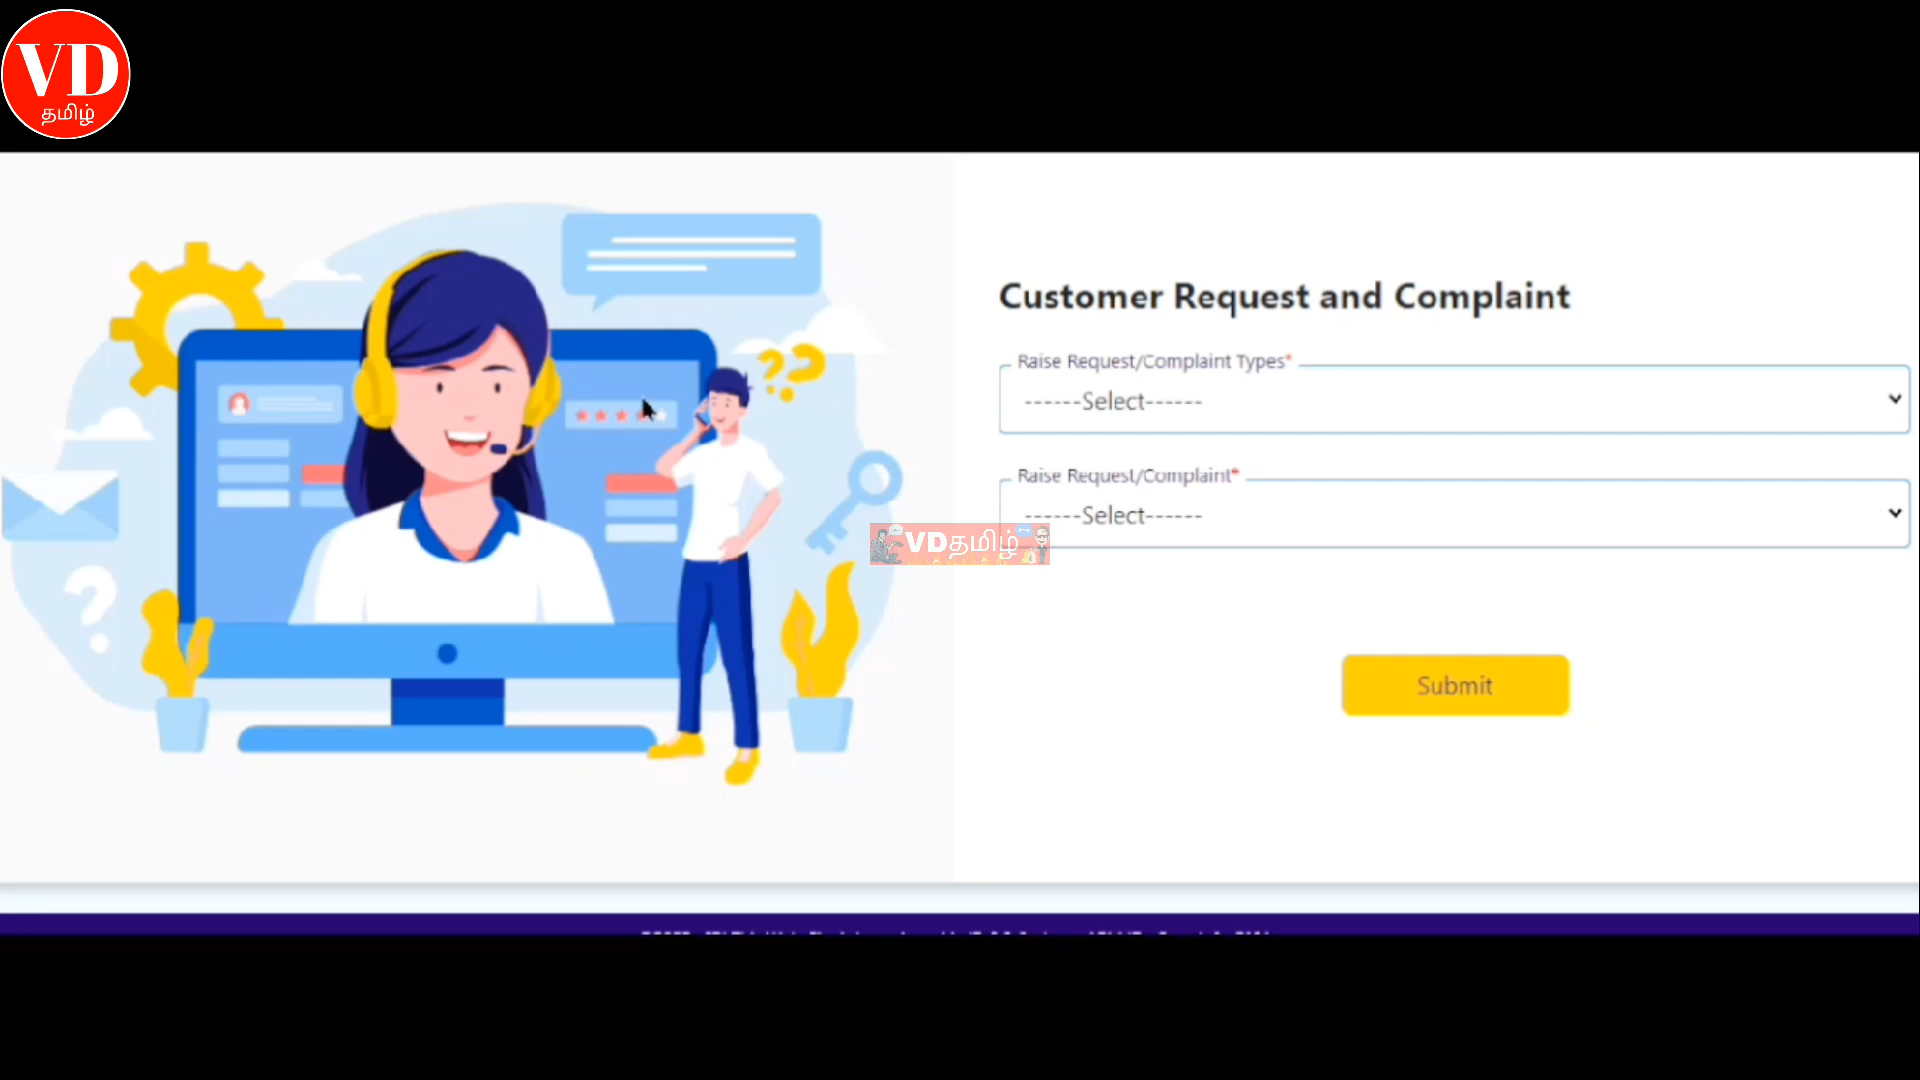 VD
தமிழ்
Customer Request and Complaint
Raise Request/Complaint Types*
------Select------
Raise Request/Complaint*
------Select------
VDதமிழ்
Submit